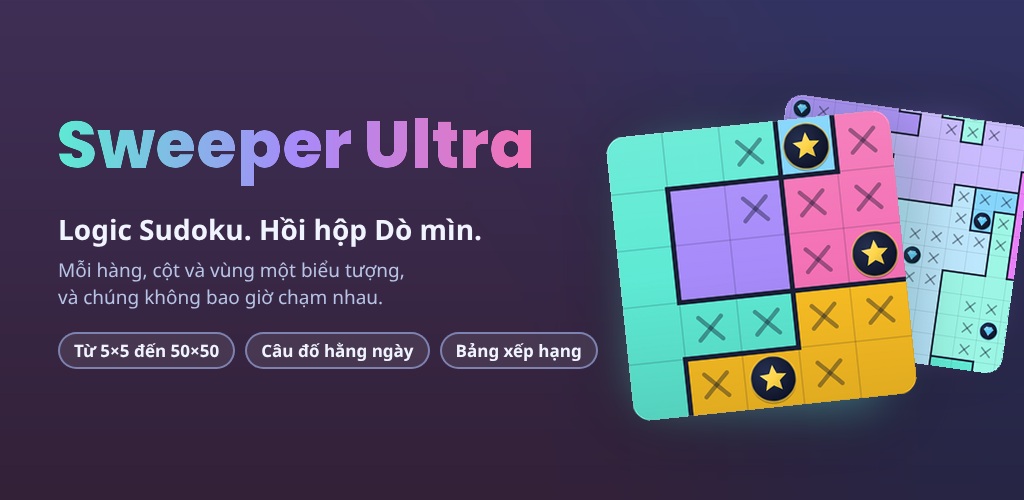 Sweeper Ultra
Logic Sudoku. Hồi hộp Dò mìn.
Mỗi hàng, cột và vùng một biểu tượng,
và chúng không bao giờ chạm nhau.
Từ 5×5 đến 50×50
Câu đố hằng ngày
Bảng xếp hạng